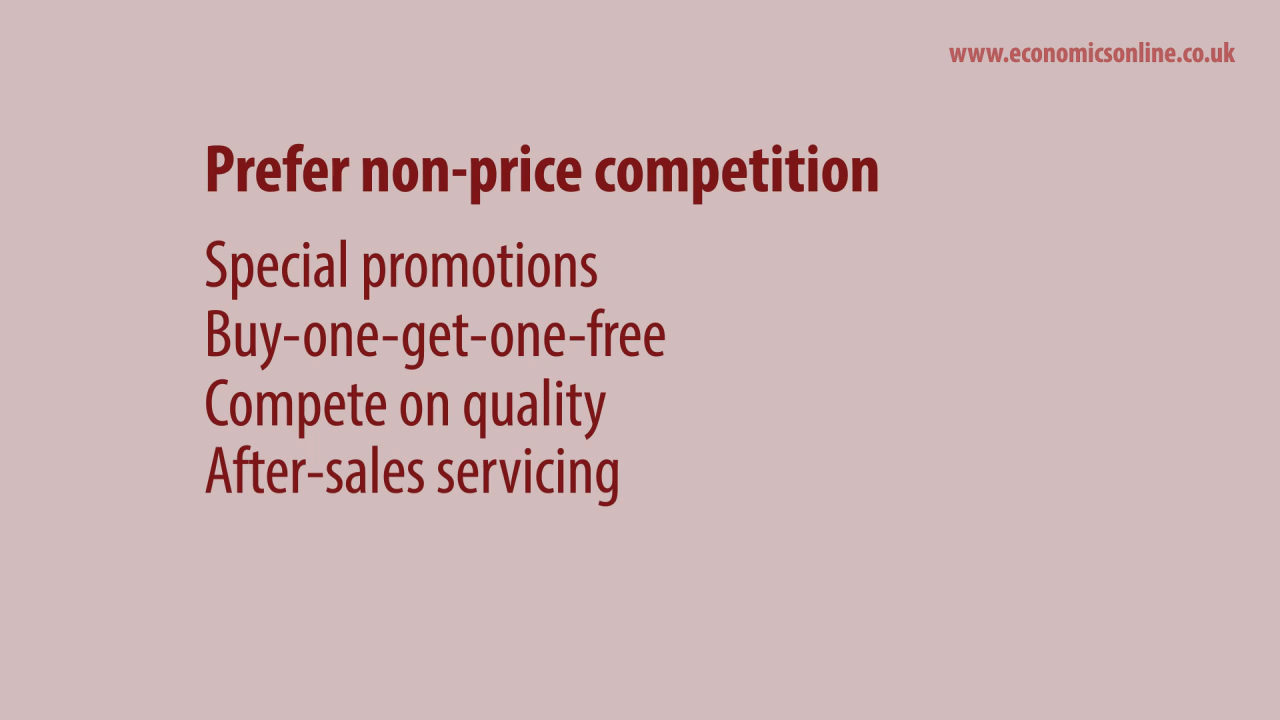 www.economicsonline.co.uk
Prefer non-price competition
Special promotions
Buy-one-get-one-free
Compete on quality
After-sales servicing